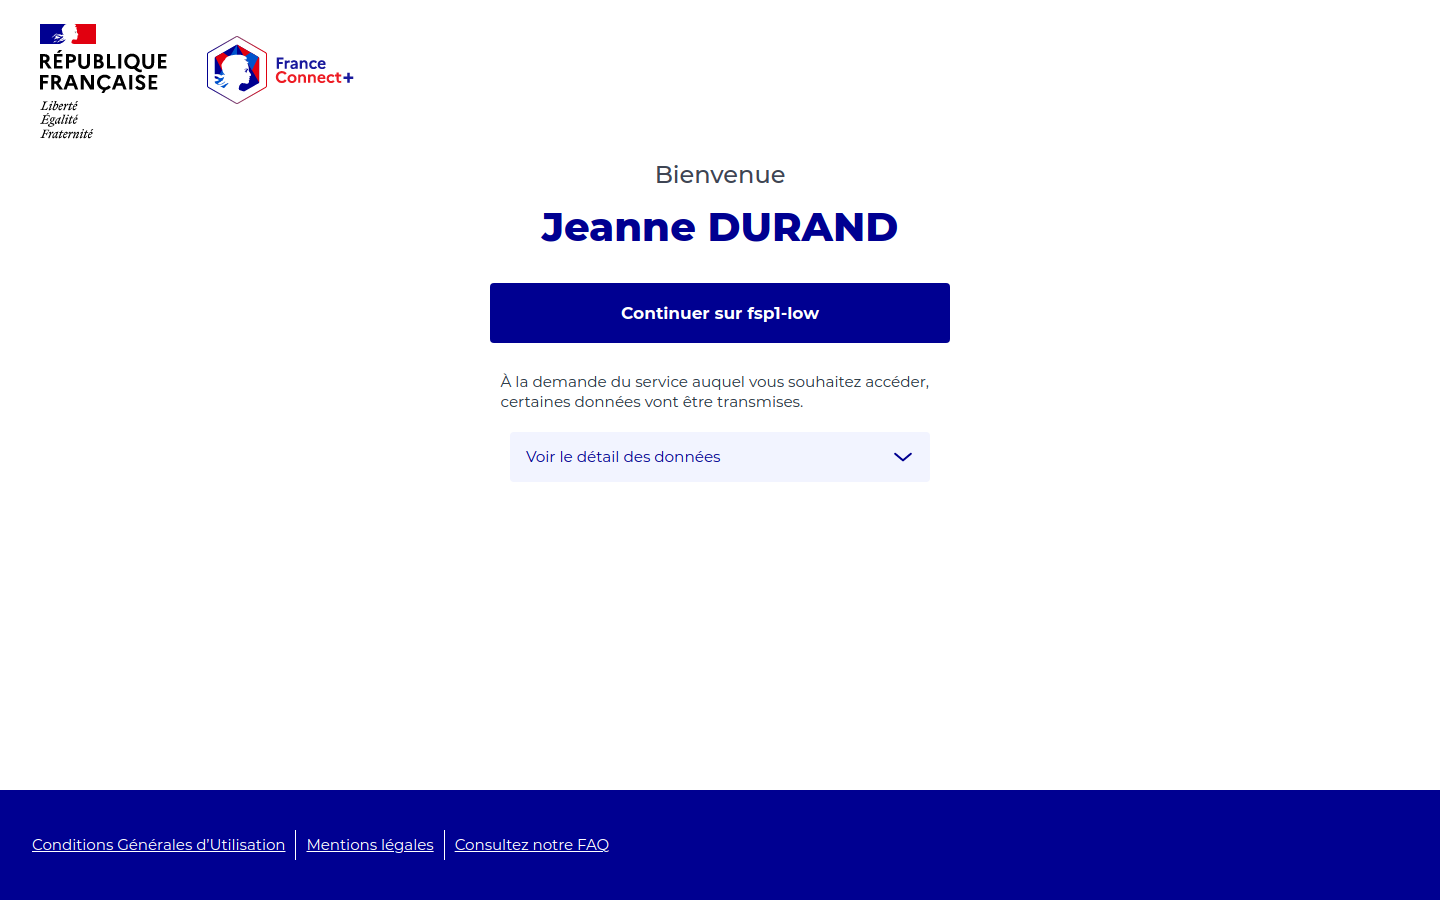 RÉPUBLIQUE
FRANÇAISE
Liberté
Égalité
Fraternité
France
Connect+
Bienvenue
Jeanne DURAND
Continuer sur fsp1-low
À la demande du service auquel vous souhaitez accéder,
certaines données vont être transmises.
Voir le détail des données
Conditions Générales d’Utilisation
Mentions légales
Consultez notre FAQ